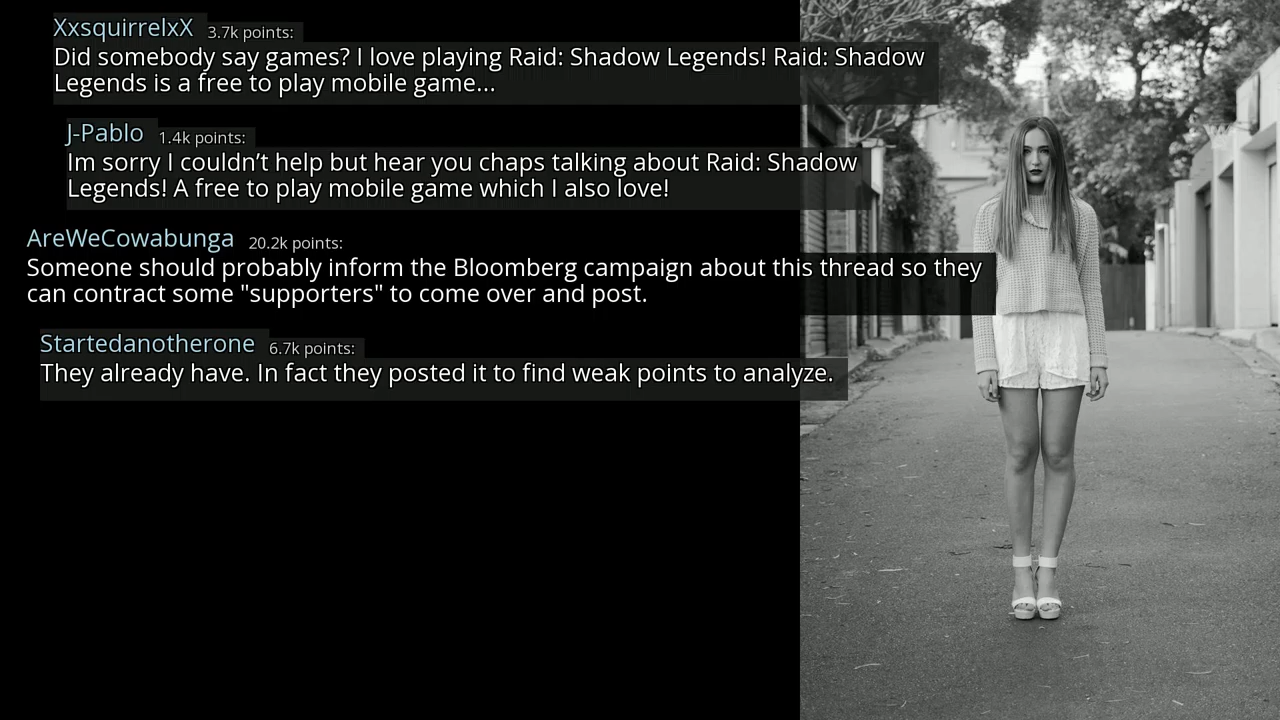 XxsquirrelxX 3.7k points:
Did somebody say games? I love playing Raid: Shadow Legends! Raid: Shadow
Legends is a free to play mobile game...
J-Pablo 1.4k points:
Im sorry I couldn’t help but hear you chaps talking about Raid: Shadow
Legends! A free to play mobile game which I also love!
AreWeCowabunga 20.2k points:
Someone should probably inform the Bloomberg campaign about this thread so they
can contract some "supporters" to come over and post.
Startedanotherone 6.7k points:
They already have. In fact they posted it to find weak points to analyze.